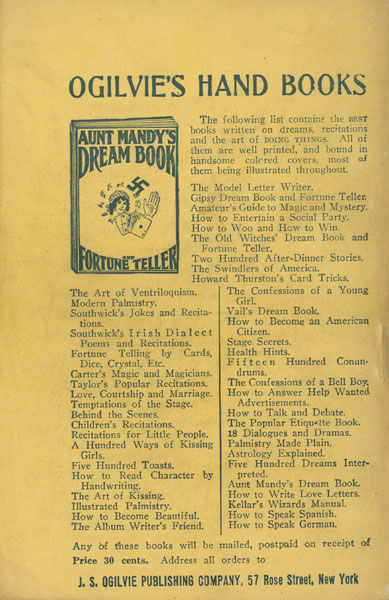 OGILVIE'S HAND BOOKS
AUNT MANDY'S
DREAM BOOK
AND
FORTUNE TELLER
The following list contains the BEST
books written on dreams, recitations
and the art of DOING THINGS. All of
them are well printed, and bound in
handsome colored covers, most of
them being illustrated throughout.
The Model Letter Writer.
Gipsy Dream Book and Fortune Teller.
Amateur's Guide to Magic and Mystery.
How to Entertain a Social Party.
How to Woo and How to Win.
The Old Witches' Dream Book and
Fortune Teller.
Two Hundred After-Dinner Stories.
The Swindlers of America.
Howard Thurston's Card Tricks.
The Art of Ventriloquism.
Modern Palmistry.
Southwick's Jokes and Recita-
tions.
Southwick's Irish Dialect
Poems and Recitations.
Fortune Telling by Cards,
Dice, Crystal, Etc.
Carter's Magic and Magicians.
Taylor's Popular Recitations.
Love, Courtship and Marriage.
Temptations of the Stage.
Behind the Scenes.
Children's Recitations.
Recitations for Little People.
A Hundred Ways of Kissing
Girls.
Five Hundred Toasts.
How to Read Character by
Handwriting.
The Art of Kissing.
Illustrated Palmistry.
How to Become Beautiful.
The Album Writer's Friend.
The Confessions of a Young
Girl.
Vail's Dream Book.
How to Become an American
Citizen.
Stage Secrets.
Health Hints.
Fifteen Hundred Conun-
drums.
The Confessions of a Bell Boy.
How to Answer Help Wanted
Advertisements.
How to Talk and Debate.
The Popular Etiquette Book.
18 Dialogues and Dramas.
Palmistry Made Plain.
Astrology Explained.
Five Hundred Dreams Inter-
preted.
Aunt Mandy's Dream Book.
How to Write Love Letters.
Kellar's Wizards Manual.
How to Speak Spanish.
How to Speak German.
Any of these books will be mailed, postpaid on receipt of
Price 30 cents. Address all orders to
J. S. OGILVIE PUBLISHING COMPANY, 57 Rose Street, New York